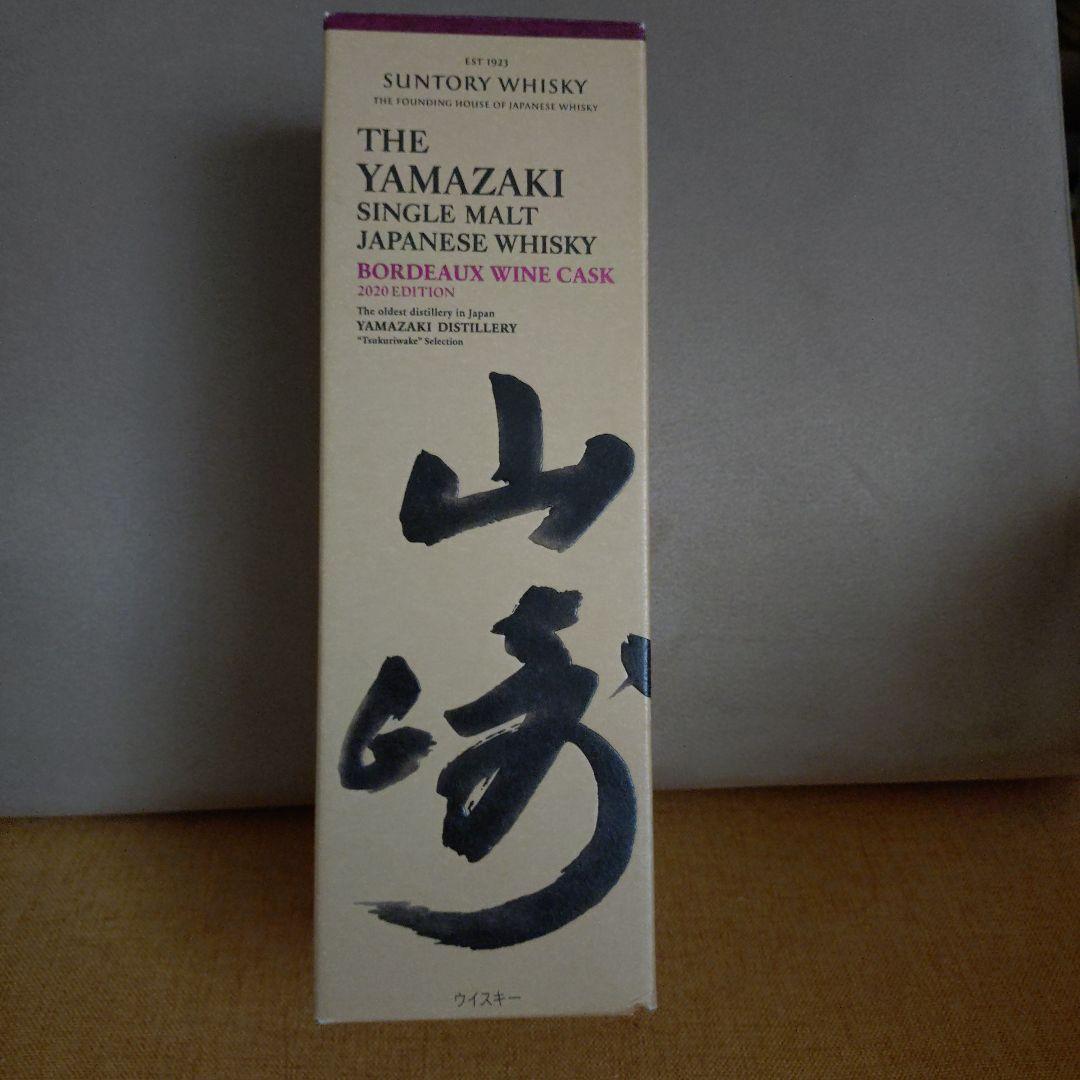 EST 1923
SUNTORY WHISKY
THE FOUNDING HOUSE OF JAPANESE WHISKY
THE
YAMAZAKI
SINGLE MALT
JAPANESE WHISKY
BORDEAUX WINE CASK
2020 EDITION
The oldest distillery in Japan
YAMAZAKI DISTILLERY
"Tsukuriwake" Selection
山
崎
ウイスキー